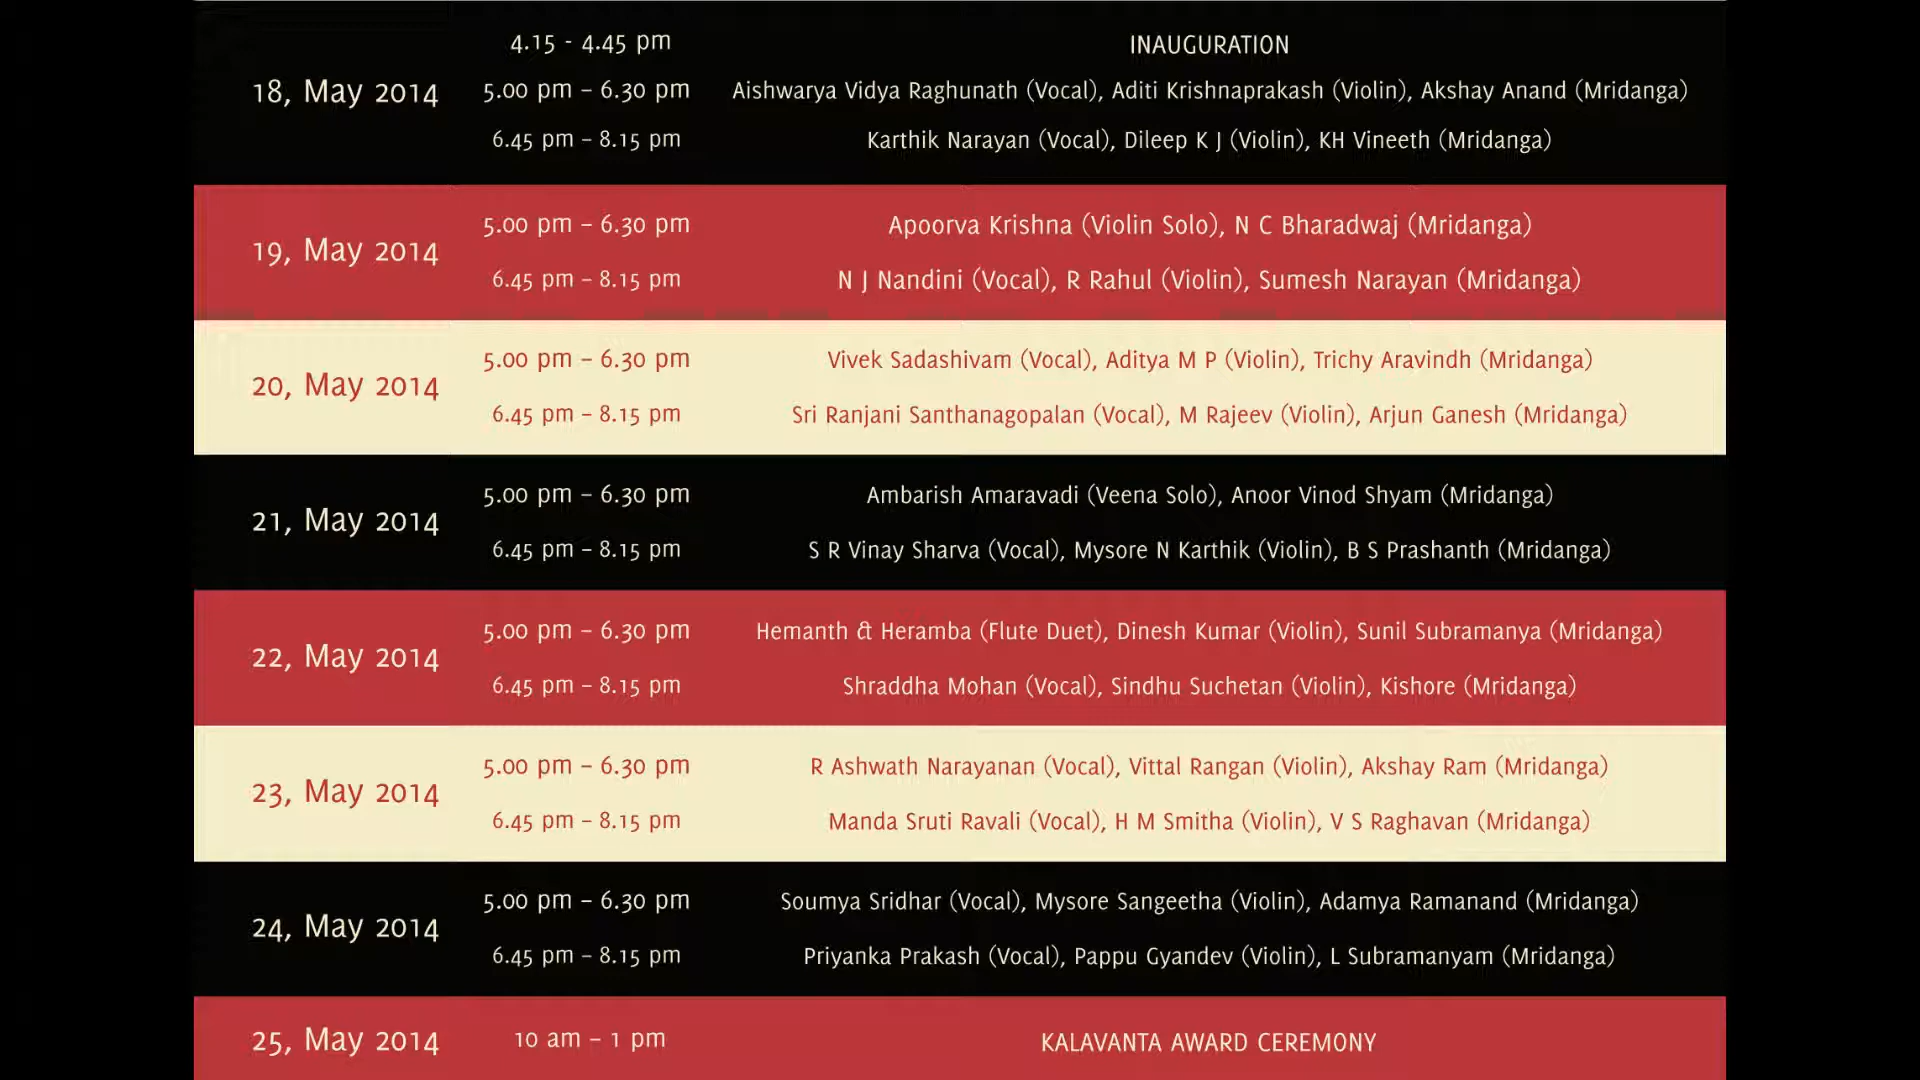 4.15 - 4.45 pm INAUGURATION
18, May 2014 5.00 pm – 6.30 pm Aishwarya Vidya Raghunath (Vocal), Aditi Krishnaprakash (Violin), Akshay Anand (Mridanga)
6.45 pm – 8.15 pm Karthik Narayan (Vocal), Dileep K J (Violin), KH Vineeth (Mridanga)
19, May 2014 5.00 pm – 6.30 pm Apoorva Krishna (Violin Solo), N C Bharadwaj (Mridanga)
6.45 pm – 8.15 pm N J Nandini (Vocal), R Rahul (Violin), Sumesh Narayan (Mridanga)
20, May 2014 5.00 pm – 6.30 pm Vivek Sadashivam (Vocal), Aditya M P (Violin), Trichy Aravindh (Mridanga)
6.45 pm – 8.15 pm Sri Ranjani Santhanagopalan (Vocal), M Rajeev (Violin), Arjun Ganesh (Mridanga)
21, May 2014 5.00 pm – 6.30 pm Ambarish Amaravadi (Veena Solo), Anoor Vinod Shyam (Mridanga)
6.45 pm – 8.15 pm S R Vinay Sharva (Vocal), Mysore N Karthik (Violin), B S Prashanth (Mridanga)
22, May 2014 5.00 pm – 6.30 pm Hemanth & Heramba (Flute Duet), Dinesh Kumar (Violin), Sunil Subramanya (Mridanga)
6.45 pm – 8.15 pm Shraddha Mohan (Vocal), Sindhu Suchetan (Violin), Kishore (Mridanga)
23, May 2014 5.00 pm – 6.30 pm R Ashwath Narayanan (Vocal), Vittal Rangan (Violin), Akshay Ram (Mridanga)
6.45 pm – 8.15 pm Manda Sruti Ravali (Vocal), H M Smitha (Violin), V S Raghavan (Mridanga)
24, May 2014 5.00 pm – 6.30 pm Soumya Sridhar (Vocal), Mysore Sangeetha (Violin), Adamya Ramanand (Mridanga)
6.45 pm – 8.15 pm Priyanka Prakash (Vocal), Pappu Gyandev (Violin), L Subramanyam (Mridanga)
25, May 2014 10 am – 1 pm KALAVANTA AWARD CEREMONY